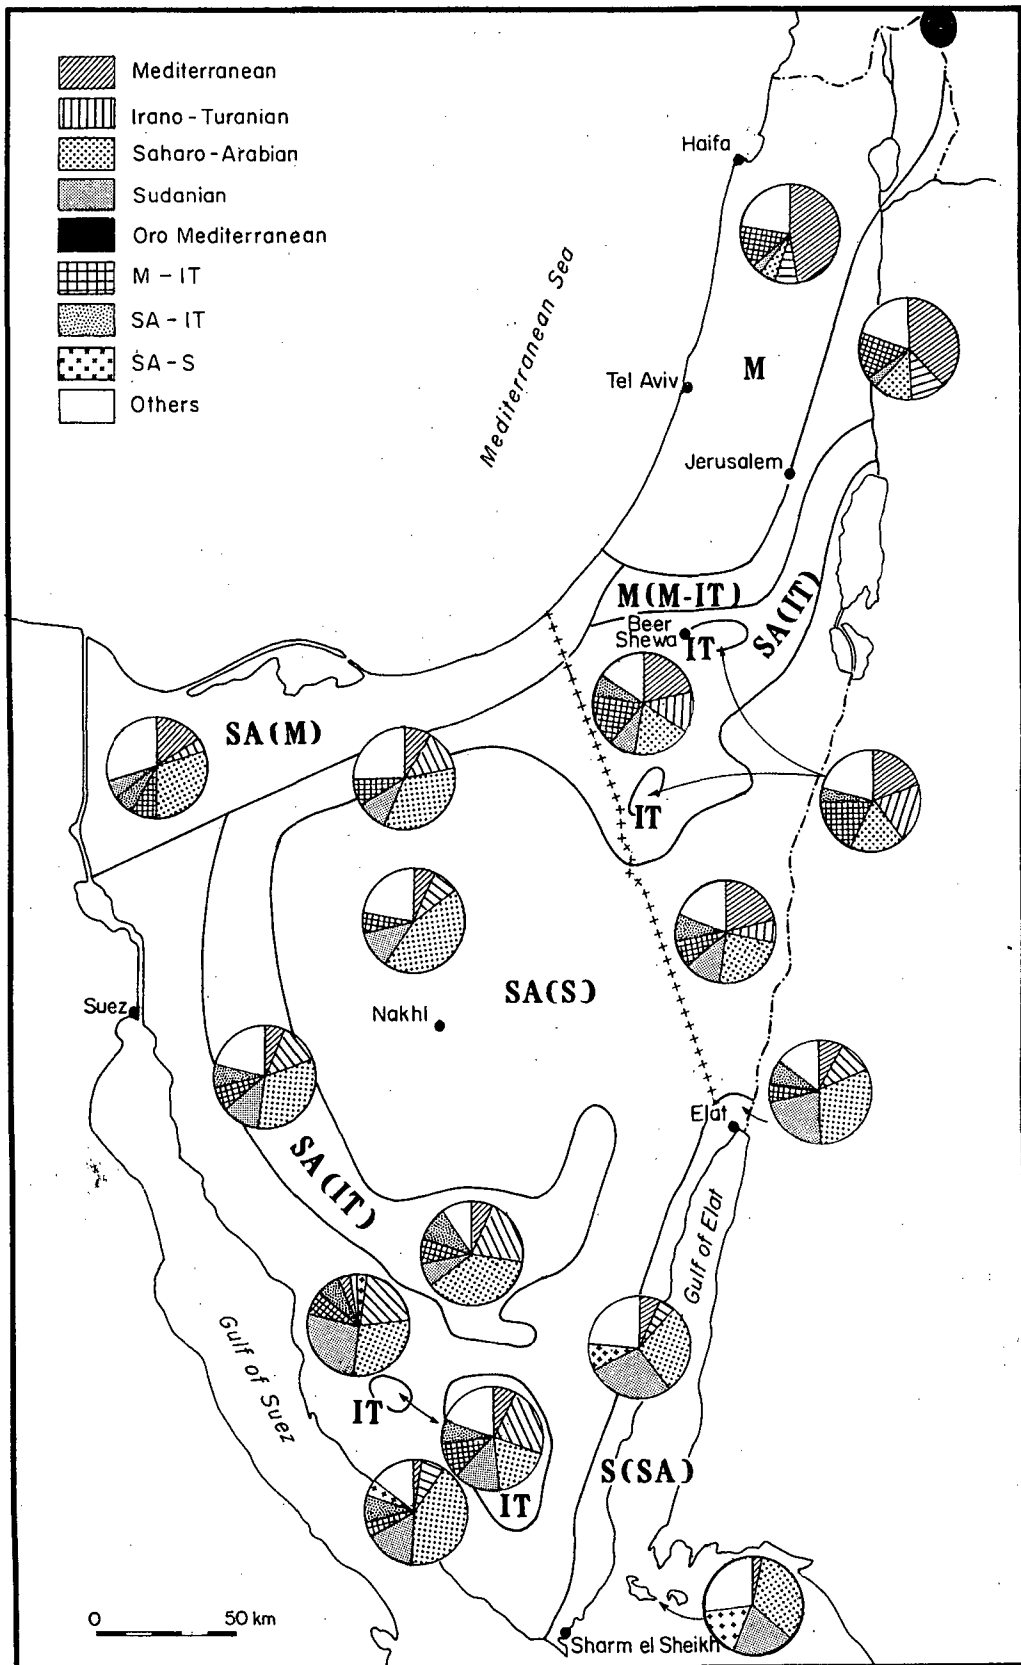 Mediterranean
Irano-Turanian
Saharo-Arabian
Sudanian
Oro Mediterranean
M-IT
SA-IT
SA-S
Others
Haifa
Mediterranean Sea
M
Tel Aviv
Jerusalem
M(M-IT)
SA(IT)
Beer
Shewa
IT
SA(M)
IT
SA(S)
Suez
Nakhl
Elat
SA(IT)
Gulf of Elat
Gulf of Suez
IT
S(SA)
IT
0 50 km
Sharm el Sheikh